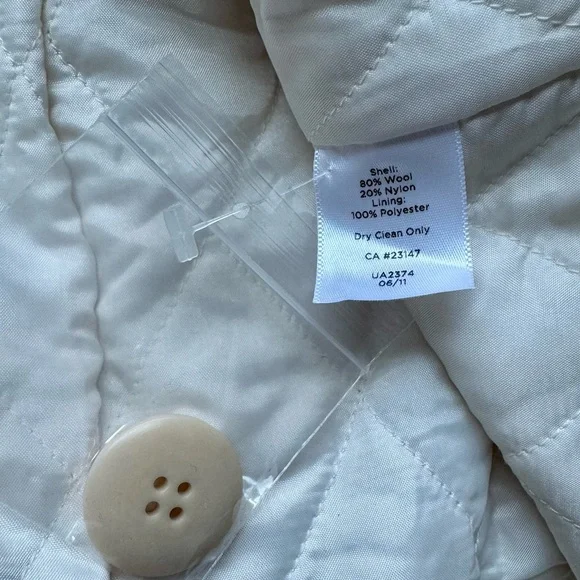 Shell:
80% Wool
20% Nylon
Lining:
100% Polyester
Dry Clean Only
CA #23147
UA2374
06/11